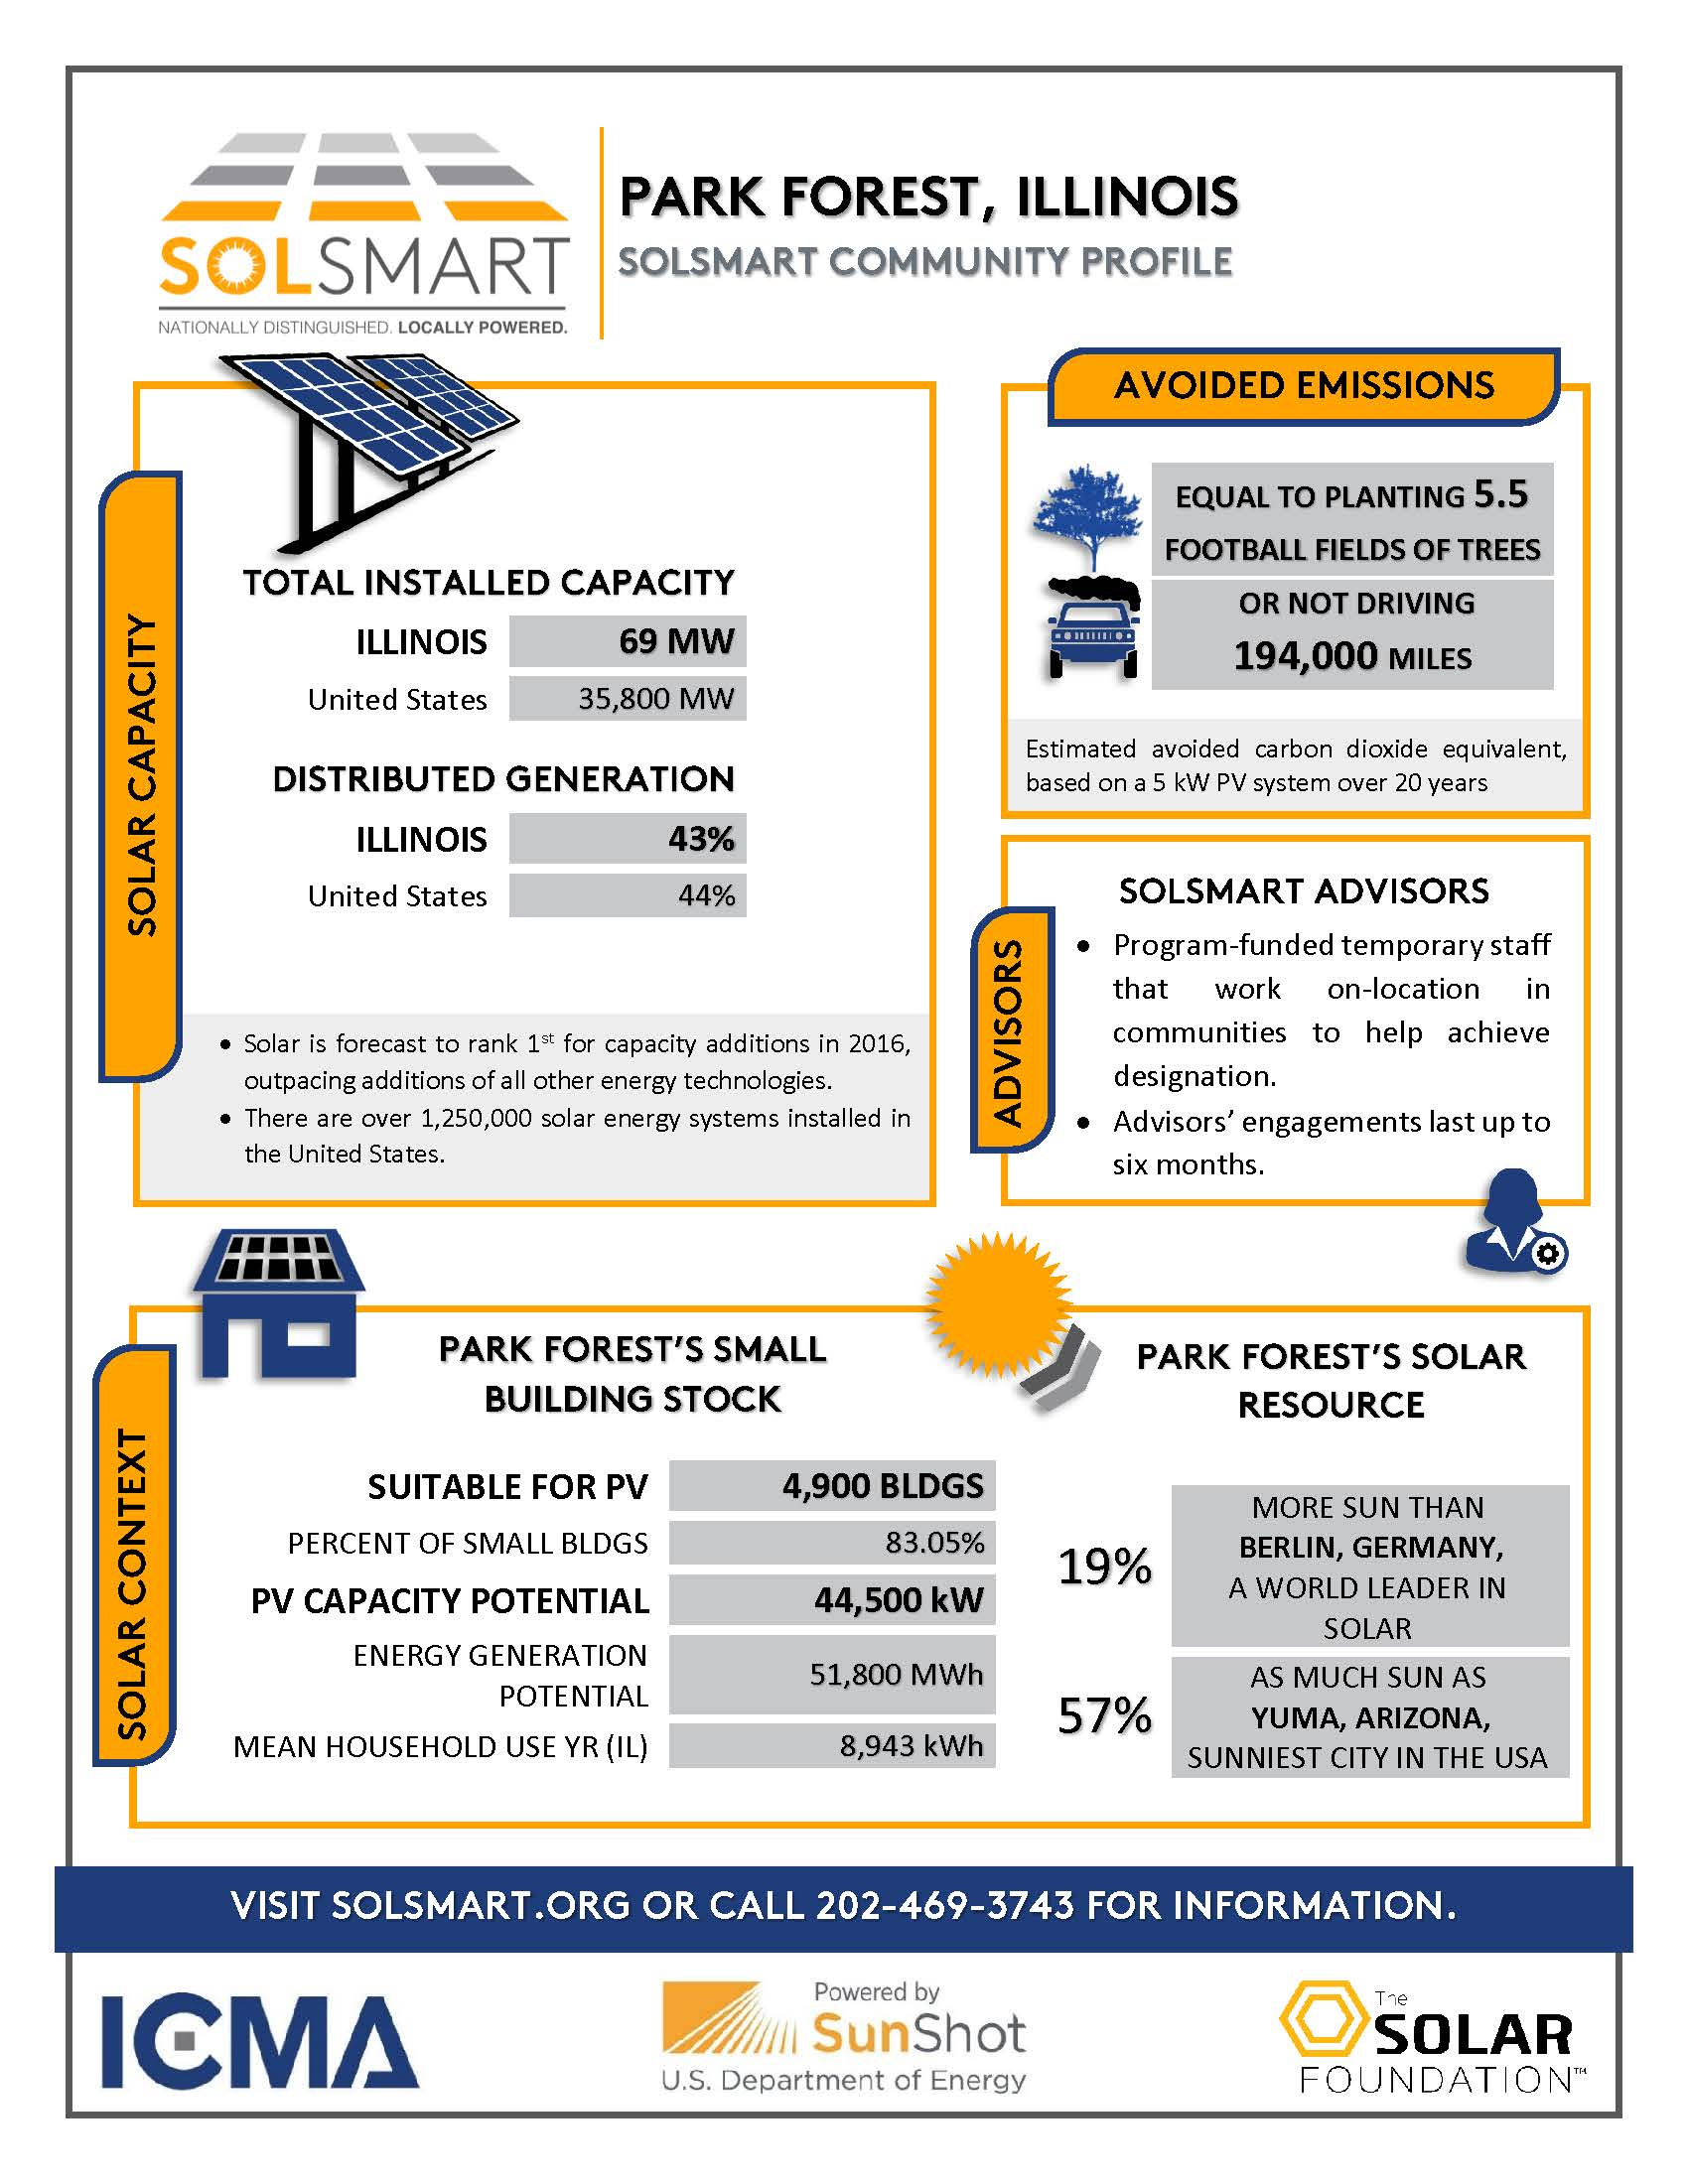 SOLSMART
NATIONALLY DISTINGUISHED. LOCALLY POWERED.
PARK FOREST, ILLINOIS
SOLSMART COMMUNITY PROFILE
SOLAR CAPACITY
TOTAL INSTALLED CAPACITY
ILLINOIS 69 MW
United States 35,800 MW
DISTRIBUTED GENERATION
ILLINOIS 43%
United States 44%
• Solar is forecast to rank 1st for capacity additions in 2016,
outpacing additions of all other energy technologies.
• There are over 1,250,000 solar energy systems installed in
the United States.
AVOIDED EMISSIONS
EQUAL TO PLANTING 5.5
FOOTBALL FIELDS OF TREES
OR NOT DRIVING
194,000 MILES
Estimated avoided carbon dioxide equivalent,
based on a 5 kW PV system over 20 years
ADVISORS
SOLSMART ADVISORS
• Program-funded temporary staff
that work on-location in
communities to help achieve
designation.
• Advisors’ engagements last up to
six months.
SOLAR CONTEXT
PARK FOREST’S SMALL
BUILDING STOCK
SUITABLE FOR PV 4,900 BLDGS
PERCENT OF SMALL BLDGS 83.05%
PV CAPACITY POTENTIAL 44,500 kW
ENERGY GENERATION
POTENTIAL 51,800 MWh
MEAN HOUSEHOLD USE YR (IL) 8,943 kWh
PARK FOREST’S SOLAR
RESOURCE
19%
MORE SUN THAN
BERLIN, GERMANY,
A WORLD LEADER IN
SOLAR
57%
AS MUCH SUN AS
YUMA, ARIZONA,
SUNNIEST CITY IN THE USA
VISIT SOLSMART.ORG OR CALL 202-469-3743 FOR INFORMATION.
ICMA
Powered by
SunShot
U.S. Department of Energy
The
SOLAR
FOUNDATION™